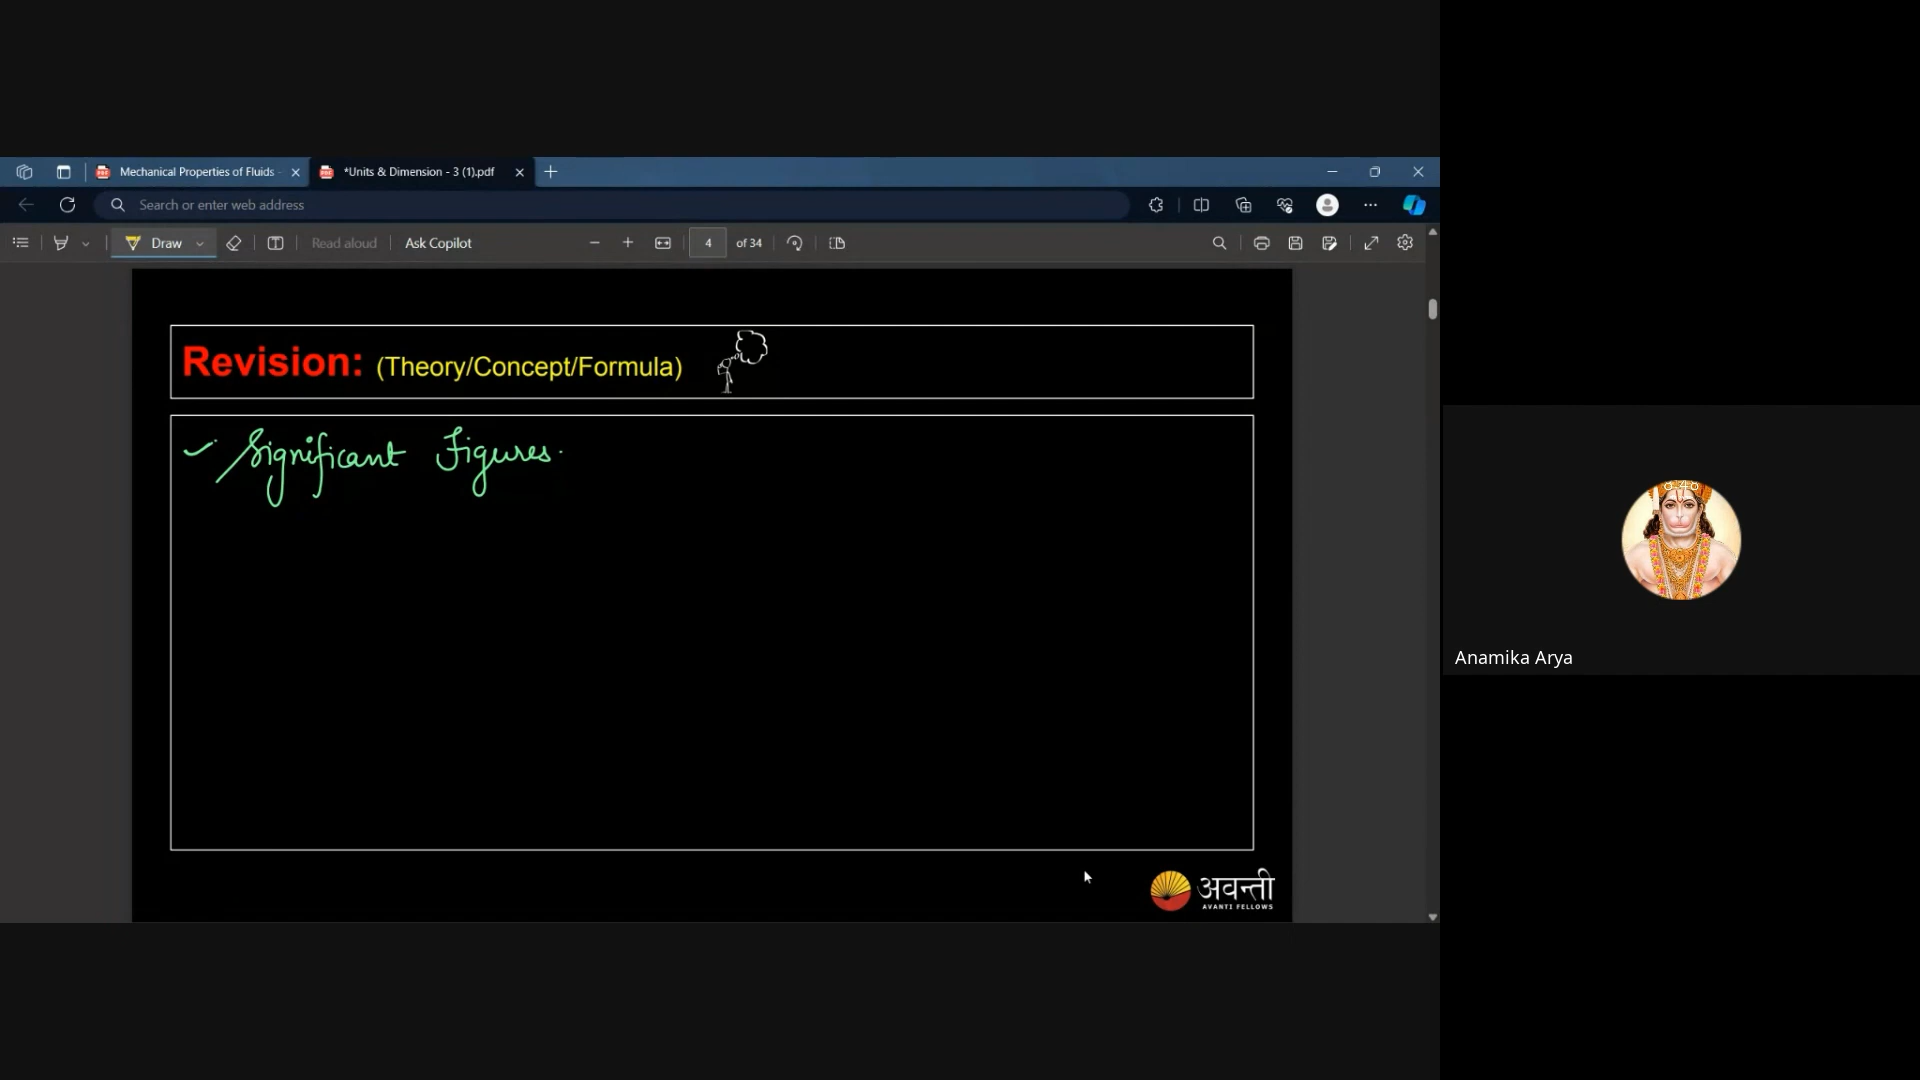 Mechanical Properties of Fluids -
*Units & Dimension - 3 (1).pdf
Search or enter web address
Draw
Read aloud
Ask Copilot
4 of 34
Revision: (Theory/Concept/Formula)
Significant Figures.
अवन्ती
AVANTI FELLOWS
Anamika Arya